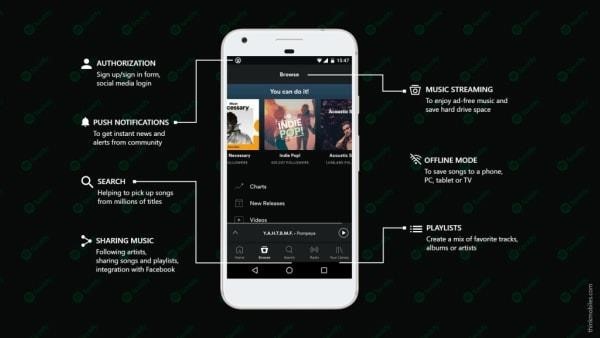 AUTHORIZATION
Sign up/sign in form,
social media login
PUSH NOTIFICATIONS
To get instant news and
alerts from community
SEARCH
Helping to pick up songs
from millions of titles
SHARING MUSIC
Following artists,
sharing songs and playlists,
integration with Facebook
15:47
Browse
You can do it!
Necessary
INDIE
POP!
Acoustic S
Necessary
Indie Pop!
Acoustic S
FOLLOWERS
FOLLOWERS
Charts
New Releases
Videos
Y.A.H.T.B.M.F. - Pompeya
Home
Browse
Search
Radio
Your Library
MUSIC STREAMING
To enjoy ad-free music and
save hard drive space
OFFLINE MODE
To save songs to a phone,
PC, tablet or TV
PLAYLISTS
Create a mix of favorite tracks,
albums or artists
thinkmobiles.com